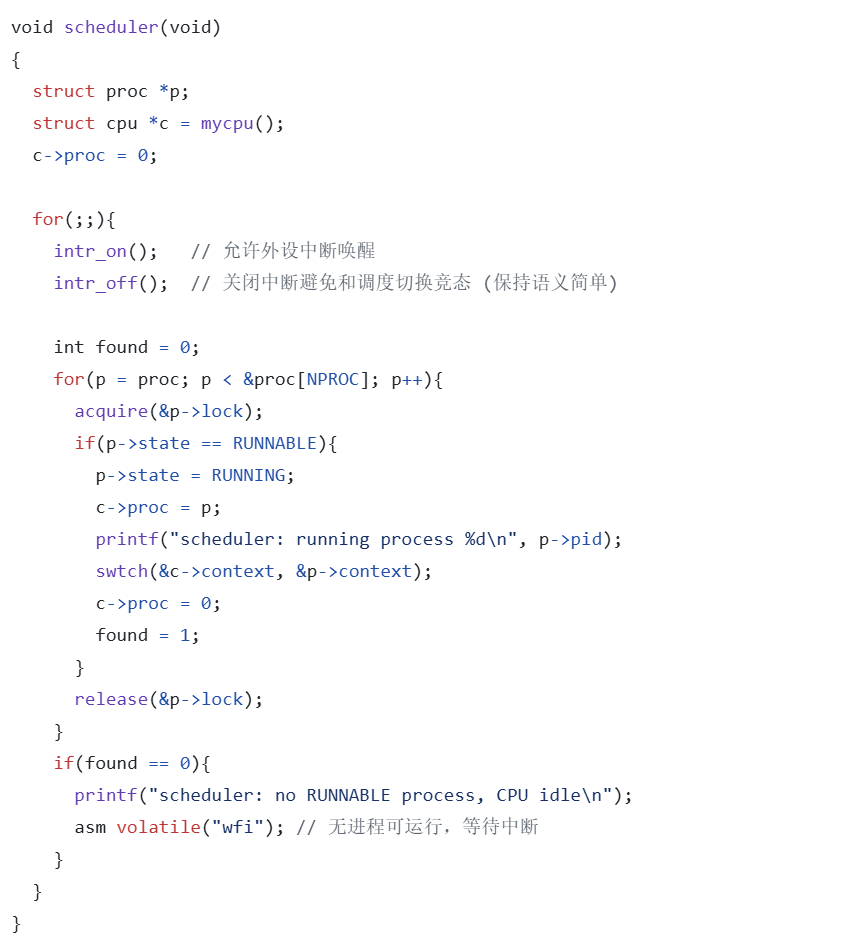 void scheduler(void)
{
  struct proc *p;
  struct cpu *c = mycpu();
  c->proc = 0;

  for(;;){
    intr_on();   // 允许外设中断唤醒
    intr_off();  // 关闭中断避免和调度切换竞态 (保持语义简单)

    int found = 0;
    for(p = proc; p < &proc[NPROC]; p++){
      acquire(&p->lock);
      if(p->state == RUNNABLE){
        p->state = RUNNING;
        c->proc = p;
        printf("scheduler: running process %d\n", p->pid);
        swtch(&c->context, &p->context);
        c->proc = 0;
        found = 1;
      }
      release(&p->lock);
    }
    if(found == 0){
      printf("scheduler: no RUNNABLE process, CPU idle\n");
      asm volatile("wfi"); // 无进程可运行，等待中断
    }
  }
}